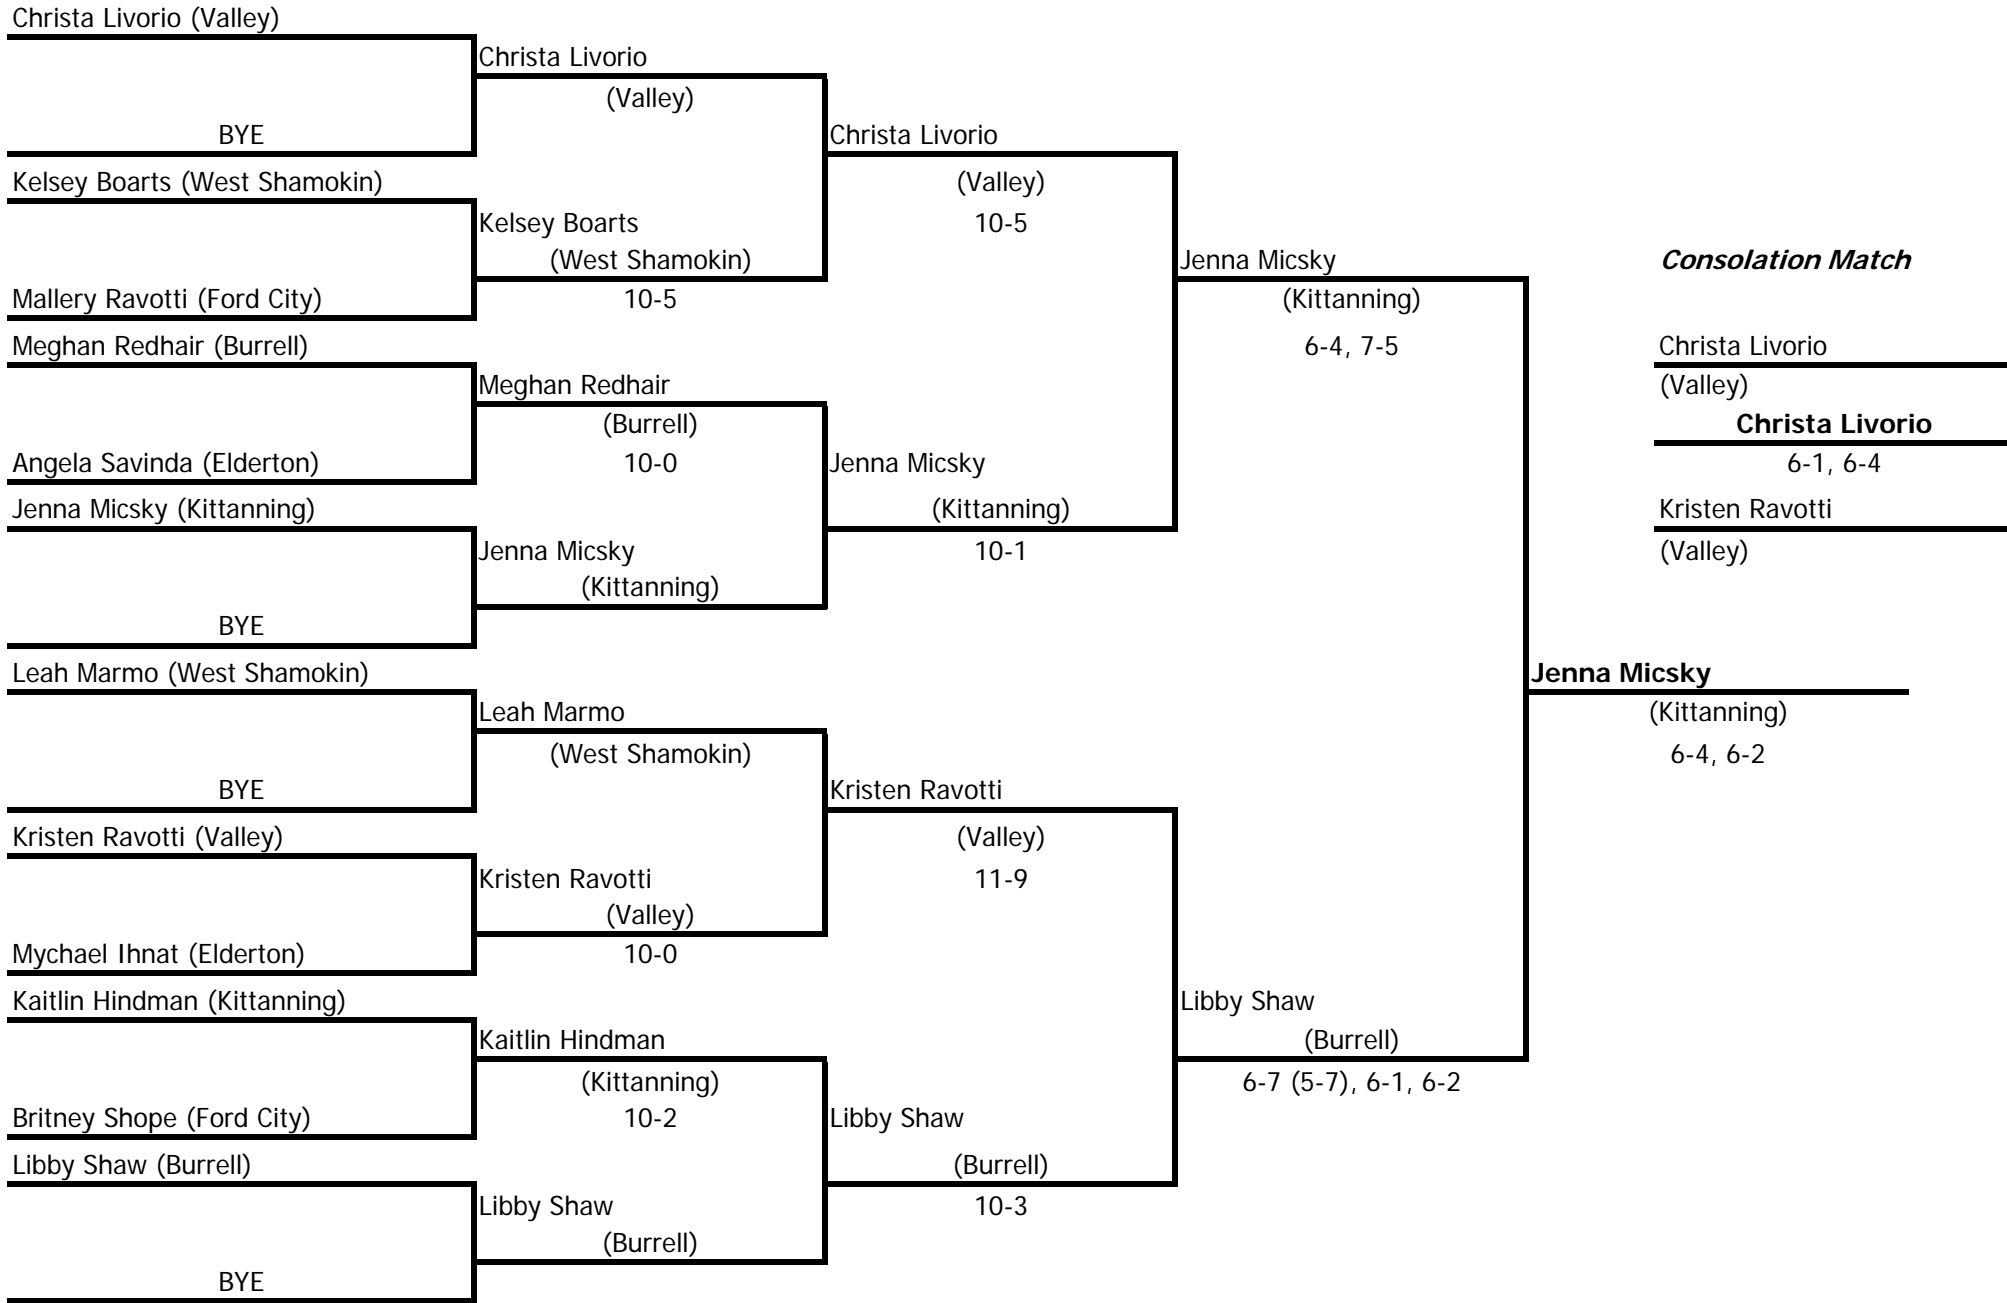 Christa Livorio (Valley)
BYE
Kelsey Boarts (West Shamokin)
Mallery Ravotti (Ford City)
Meghan Redhair (Burrell)
Angela Savinda (Elderton)
Jenna Micsky (Kittanning)
BYE
Leah Marmo (West Shamokin)
BYE
Kristen Ravotti (Valley)
Mychael Ihnat (Elderton)
Kaitlin Hindman (Kittanning)
Britney Shope (Ford City)
Libby Shaw (Burrell)
BYE
Christa Livorio
(Valley)
Kelsey Boarts
(West Shamokin)
10-5
Meghan Redhair
(Burrell)
10-0
Jenna Micsky
(Kittanning)
Leah Marmo
(West Shamokin)
Kristen Ravotti
(Valley)
10-0
Kaitlin Hindman
(Kittanning)
10-2
Libby Shaw
(Burrell)
Christa Livorio
(Valley)
10-5
Jenna Micsky
(Kittanning)
10-1
Kristen Ravotti
(Valley)
11-9
Libby Shaw
(Burrell)
10-3
Jenna Micsky
(Kittanning)
6-4, 7-5
Libby Shaw
(Burrell)
6-7 (5-7), 6-1, 6-2
Jenna Micsky
(Kittanning)
6-4, 6-2
Consolation Match
Christa Livorio
(Valley)
Christa Livorio
6-1, 6-4
Kristen Ravotti
(Valley)